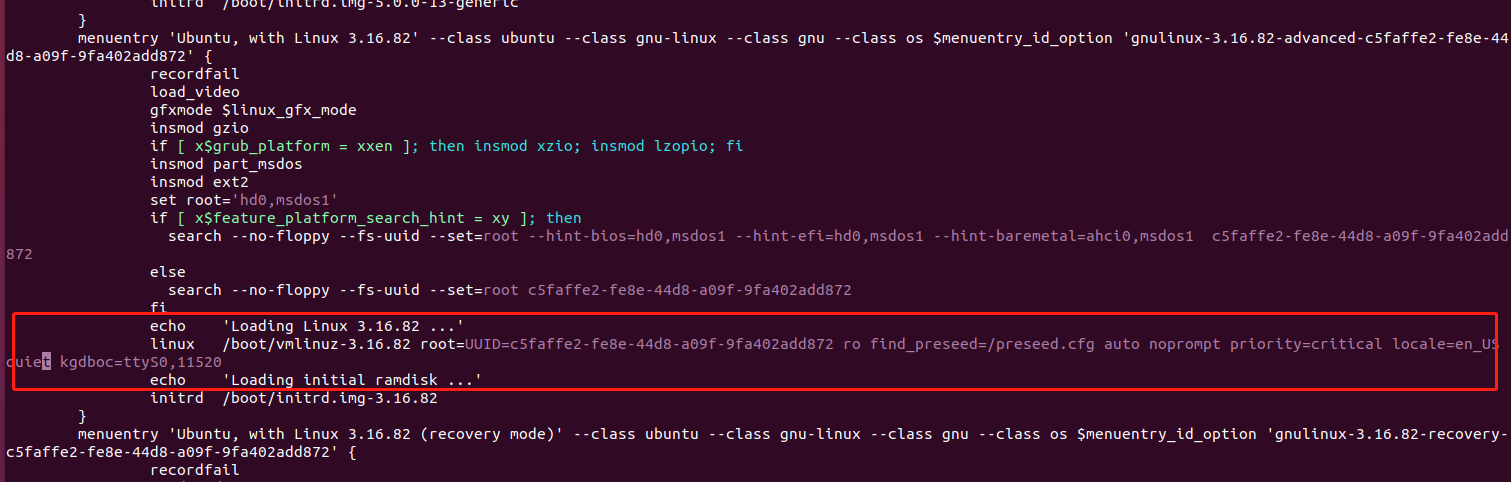 initrd  /boot/initrd.img-5.0.0-13-generic
}
menuentry 'Ubuntu, with Linux 3.16.82' --class ubuntu --class gnu-linux --class gnu --class os $menuentry_id_option 'gnulinux-3.16.82-advanced-c5faffe2-fe8e-44
d8-a09f-9fa402add872' {
recordfail
load_video
gfxmode $linux_gfx_mode
insmod gzio
if [ x$grub_platform = xxen ]; then insmod xzio; insmod lzopio; fi
insmod part_msdos
insmod ext2
set root='hd0,msdos1'
if [ x$feature_platform_search_hint = xy ]; then
search --no-floppy --fs-uuid --set=root --hint-bios=hd0,msdos1 --hint-efi=hd0,msdos1 --hint-baremetal=ahci0,msdos1  c5faffe2-fe8e-44d8-a09f-9fa402add
872
else
search --no-floppy --fs-uuid --set=root c5faffe2-fe8e-44d8-a09f-9fa402add872
fi
echo    'Loading Linux 3.16.82 ...'
linux   /boot/vmlinuz-3.16.82 root=UUID=c5faffe2-fe8e-44d8-a09f-9fa402add872 ro find_preseed=/preseed.cfg auto noprompt priority=critical locale=en_US
quiet kgdboc=ttyS0,11520
echo    'Loading initial ramdisk ...'
initrd  /boot/initrd.img-3.16.82
}
menuentry 'Ubuntu, with Linux 3.16.82 (recovery mode)' --class ubuntu --class gnu-linux --class gnu --class os $menuentry_id_option 'gnulinux-3.16.82-recovery-
c5faffe2-fe8e-44d8-a09f-9fa402add872' {
recordfail